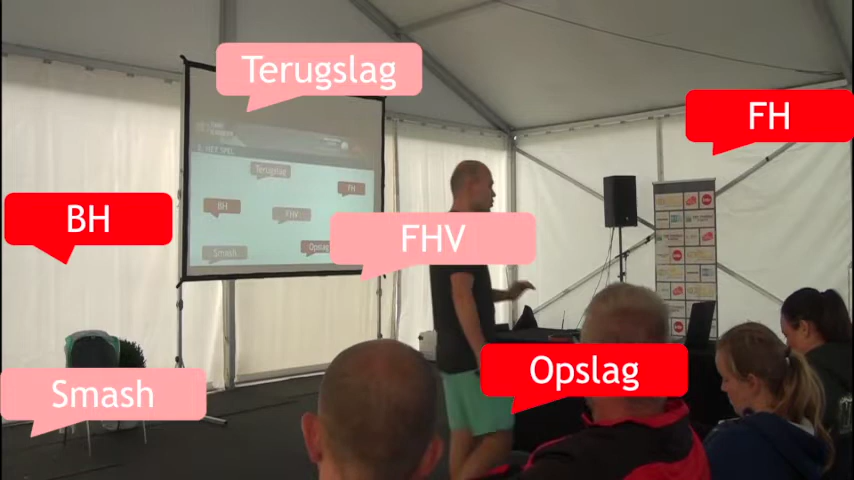 Terugslag
FH
BH
FHV
Smash
Opslag
Terugslag
FH
BH
FHV
Smash
Opslag